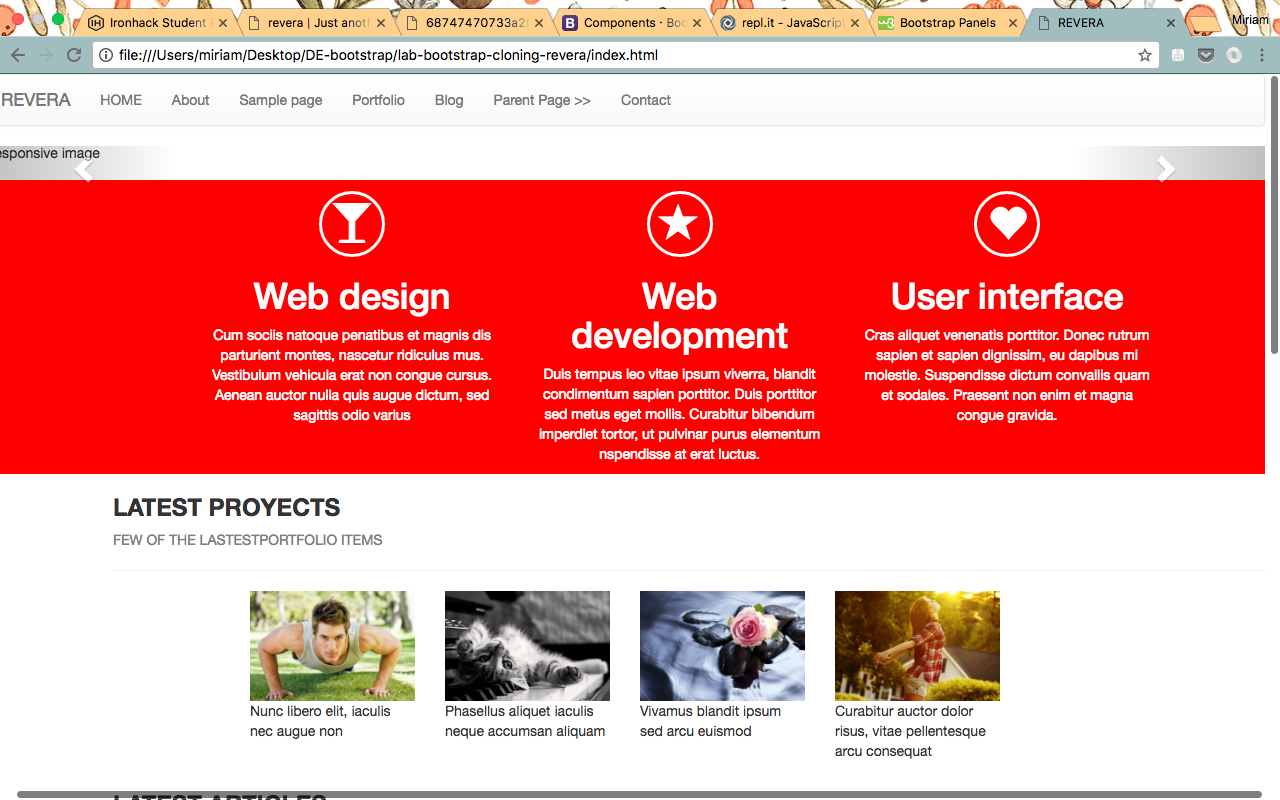 Ironhack Student
revera | Just anot
68747470733a2
Components · Boo
repl.it - JavaScrip
Bootstrap Panels
REVERA
Miriam
file:///Users/miriam/Desktop/DE-bootstrap/lab-bootstrap-cloning-revera/index.html
REVERA
HOME
About
Sample page
Portfolio
Blog
Parent Page >>
Contact
esponsive image
Web design
Cum sociis natoque penatibus et magnis dis
parturient montes, nascetur ridiculus mus.
Vestibulum vehicula erat non congue cursus.
Aenean auctor nulla quis augue dictum, sed
sagittis odio varius
Web
development
Duis tempus leo vitae ipsum viverra, blandit
condimentum sapien porttitor. Duis porttitor
sed metus eget mollis. Curabitur bibendum
imperdiet tortor, ut pulvinar purus elementum
nspendisse at erat luctus.
User interface
Cras aliquet venenatis porttitor. Donec rutrum
sapien et sapien dignissim, eu dapibus mi
molestie. Suspendisse dictum convallis quam
et sodales. Praesent non enim et magna
congue gravida.
LATEST PROYECTS
FEW OF THE LASTESTPORTFOLIO ITEMS
Nunc libero elit, iaculis
nec augue non
Phasellus aliquet iaculis
neque accumsan aliquam
Vivamus blandit ipsum
sed arcu euismod
Curabitur auctor dolor
risus, vitae pellentesque
arcu consequat
LATEST ARTICLES